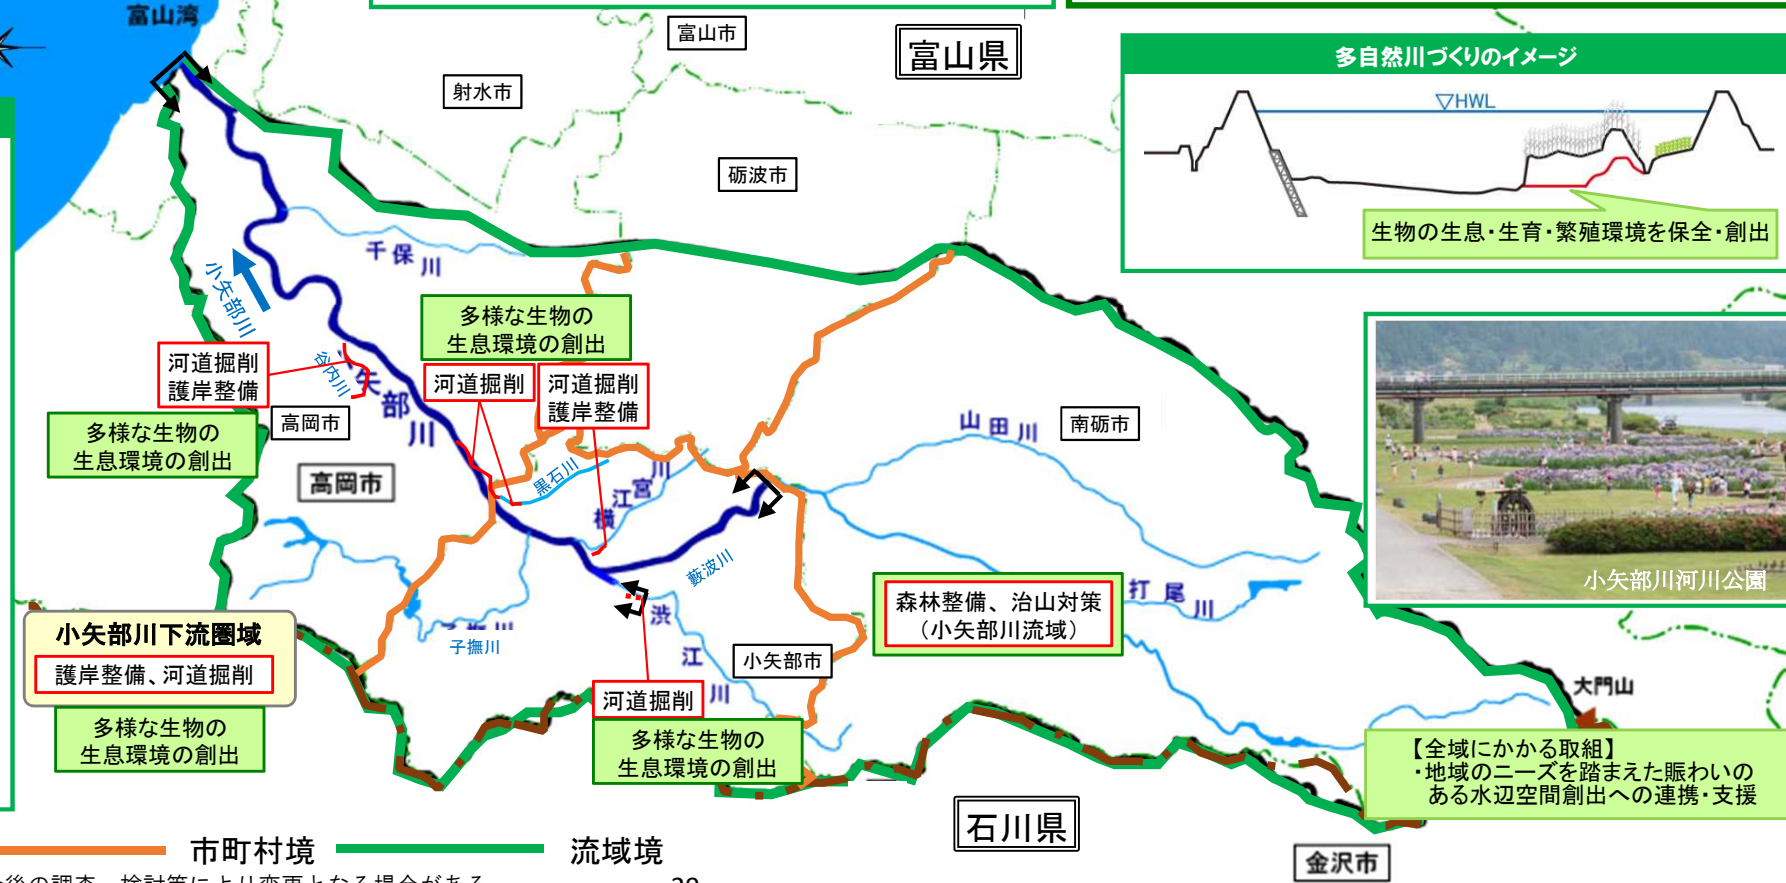 富山湾
富山市
富山県
射水市
砺波市
多自然川づくりのイメージ
▽HWL
生物の生息・生育・繁殖環境を保全・創出
千保川
小矢部川
多様な生物の
生息環境の創出
河道掘削
護岸整備
谷内川
矢部川
河道掘削
河道掘削
護岸整備
高岡市
多様な生物の
生息環境の創出
高岡市
山田川
南砺市
黒石川
横江宮川
藪波川
小矢部川河川公園
森林整備、治山対策
（小矢部川流域）
打尾川
渋江川
子撫川
小矢部市
小矢部川下流圏域
護岸整備、河道掘削
多様な生物の
生息環境の創出
河道掘削
多様な生物の
生息環境の創出
大門山
【全域にかかる取組】
・地域のニーズを踏まえた賑わいの
ある水辺空間創出への連携・支援
石川県
金沢市
市町村境
流域境